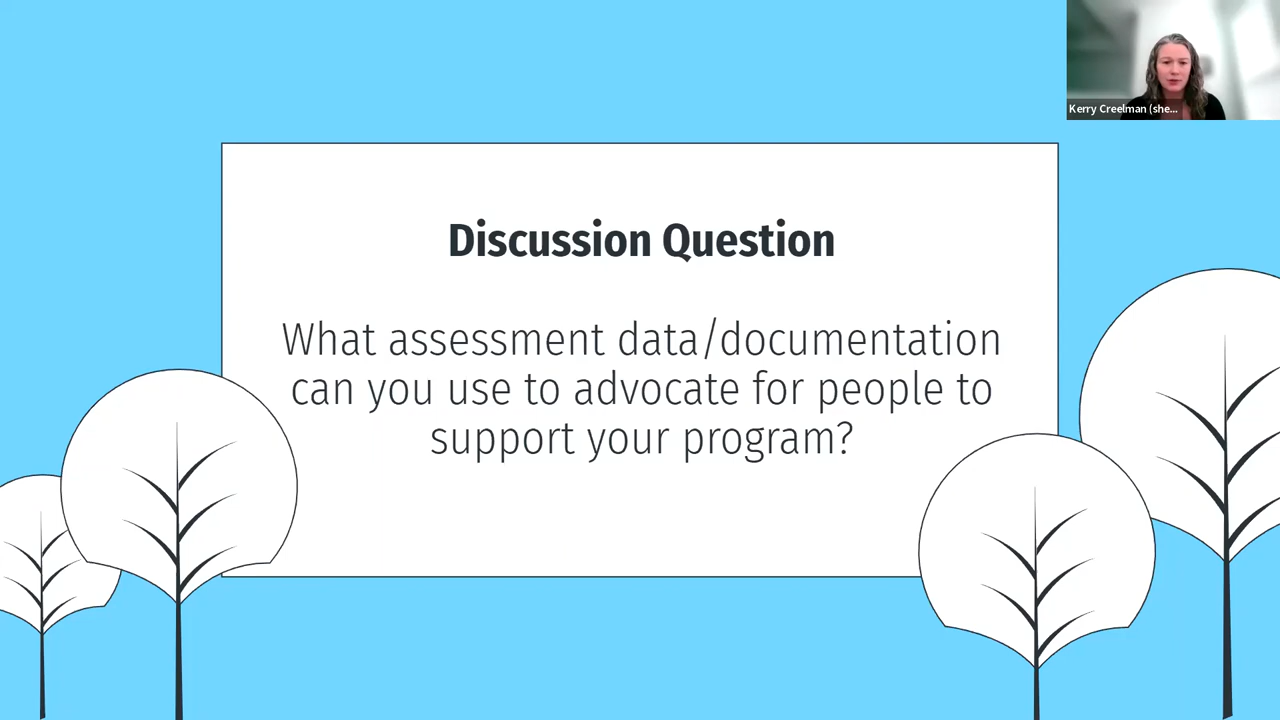 Kerry Creelman (she...
Discussion Question
What assessment data/documentation
can you use to advocate for people to
support your program?